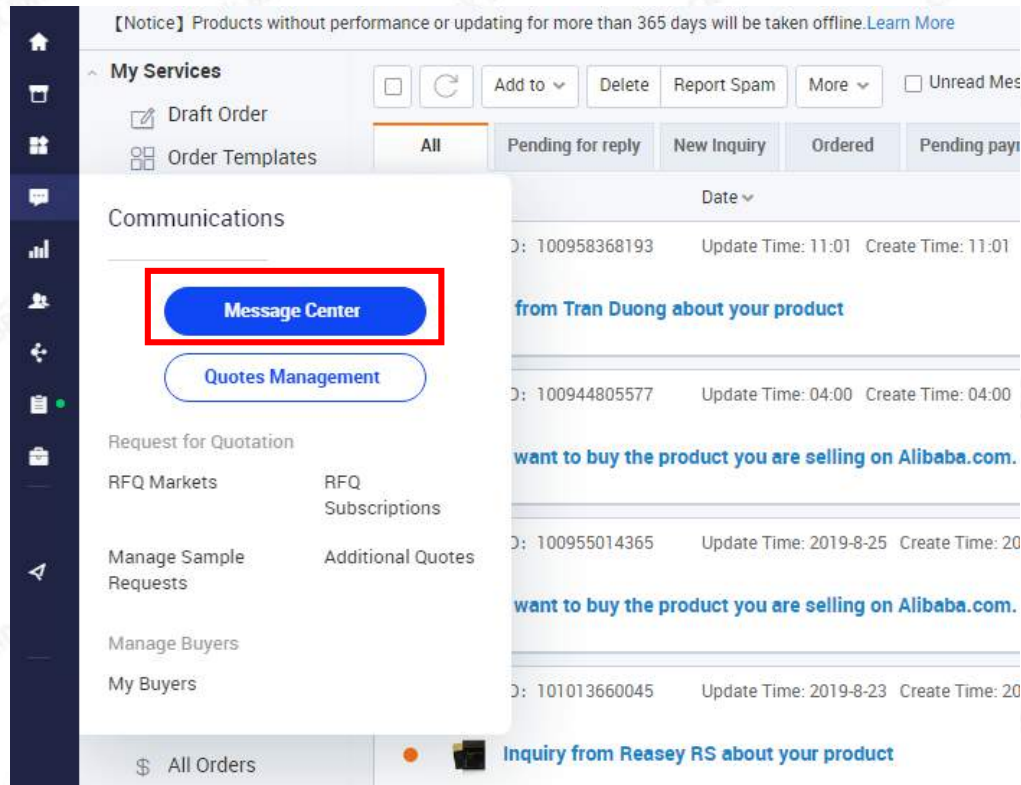 【Notice】Products without performance or updating for more than 365 days will be taken offline.Learn More
My Services
Draft Order
Order Templates
Add to
Delete
Report Spam
More
Unread Mes
All
Pending for reply
New Inquiry
Ordered
Pending payn
Communications
Message Center
Quotes Management
Request for Quotation
RFQ Markets
RFQ
Subscriptions
Manage Sample
Requests
Additional Quotes
Manage Buyers
My Buyers
Date
D: 100958368193 Update Time: 11:01 Create Time: 11:01
from Tran Duong about your product
D: 100944805577 Update Time: 04:00 Create Time: 04:00
want to buy the product you are selling on Alibaba.com.
D: 100955014365 Update Time: 2019-8-25 Create Time: 20
want to buy the product you are selling on Alibaba.com.
D: 101013660045 Update Time: 2019-8-23 Create Time: 20
Inquiry from Reasey RS about your product
$ All Orders